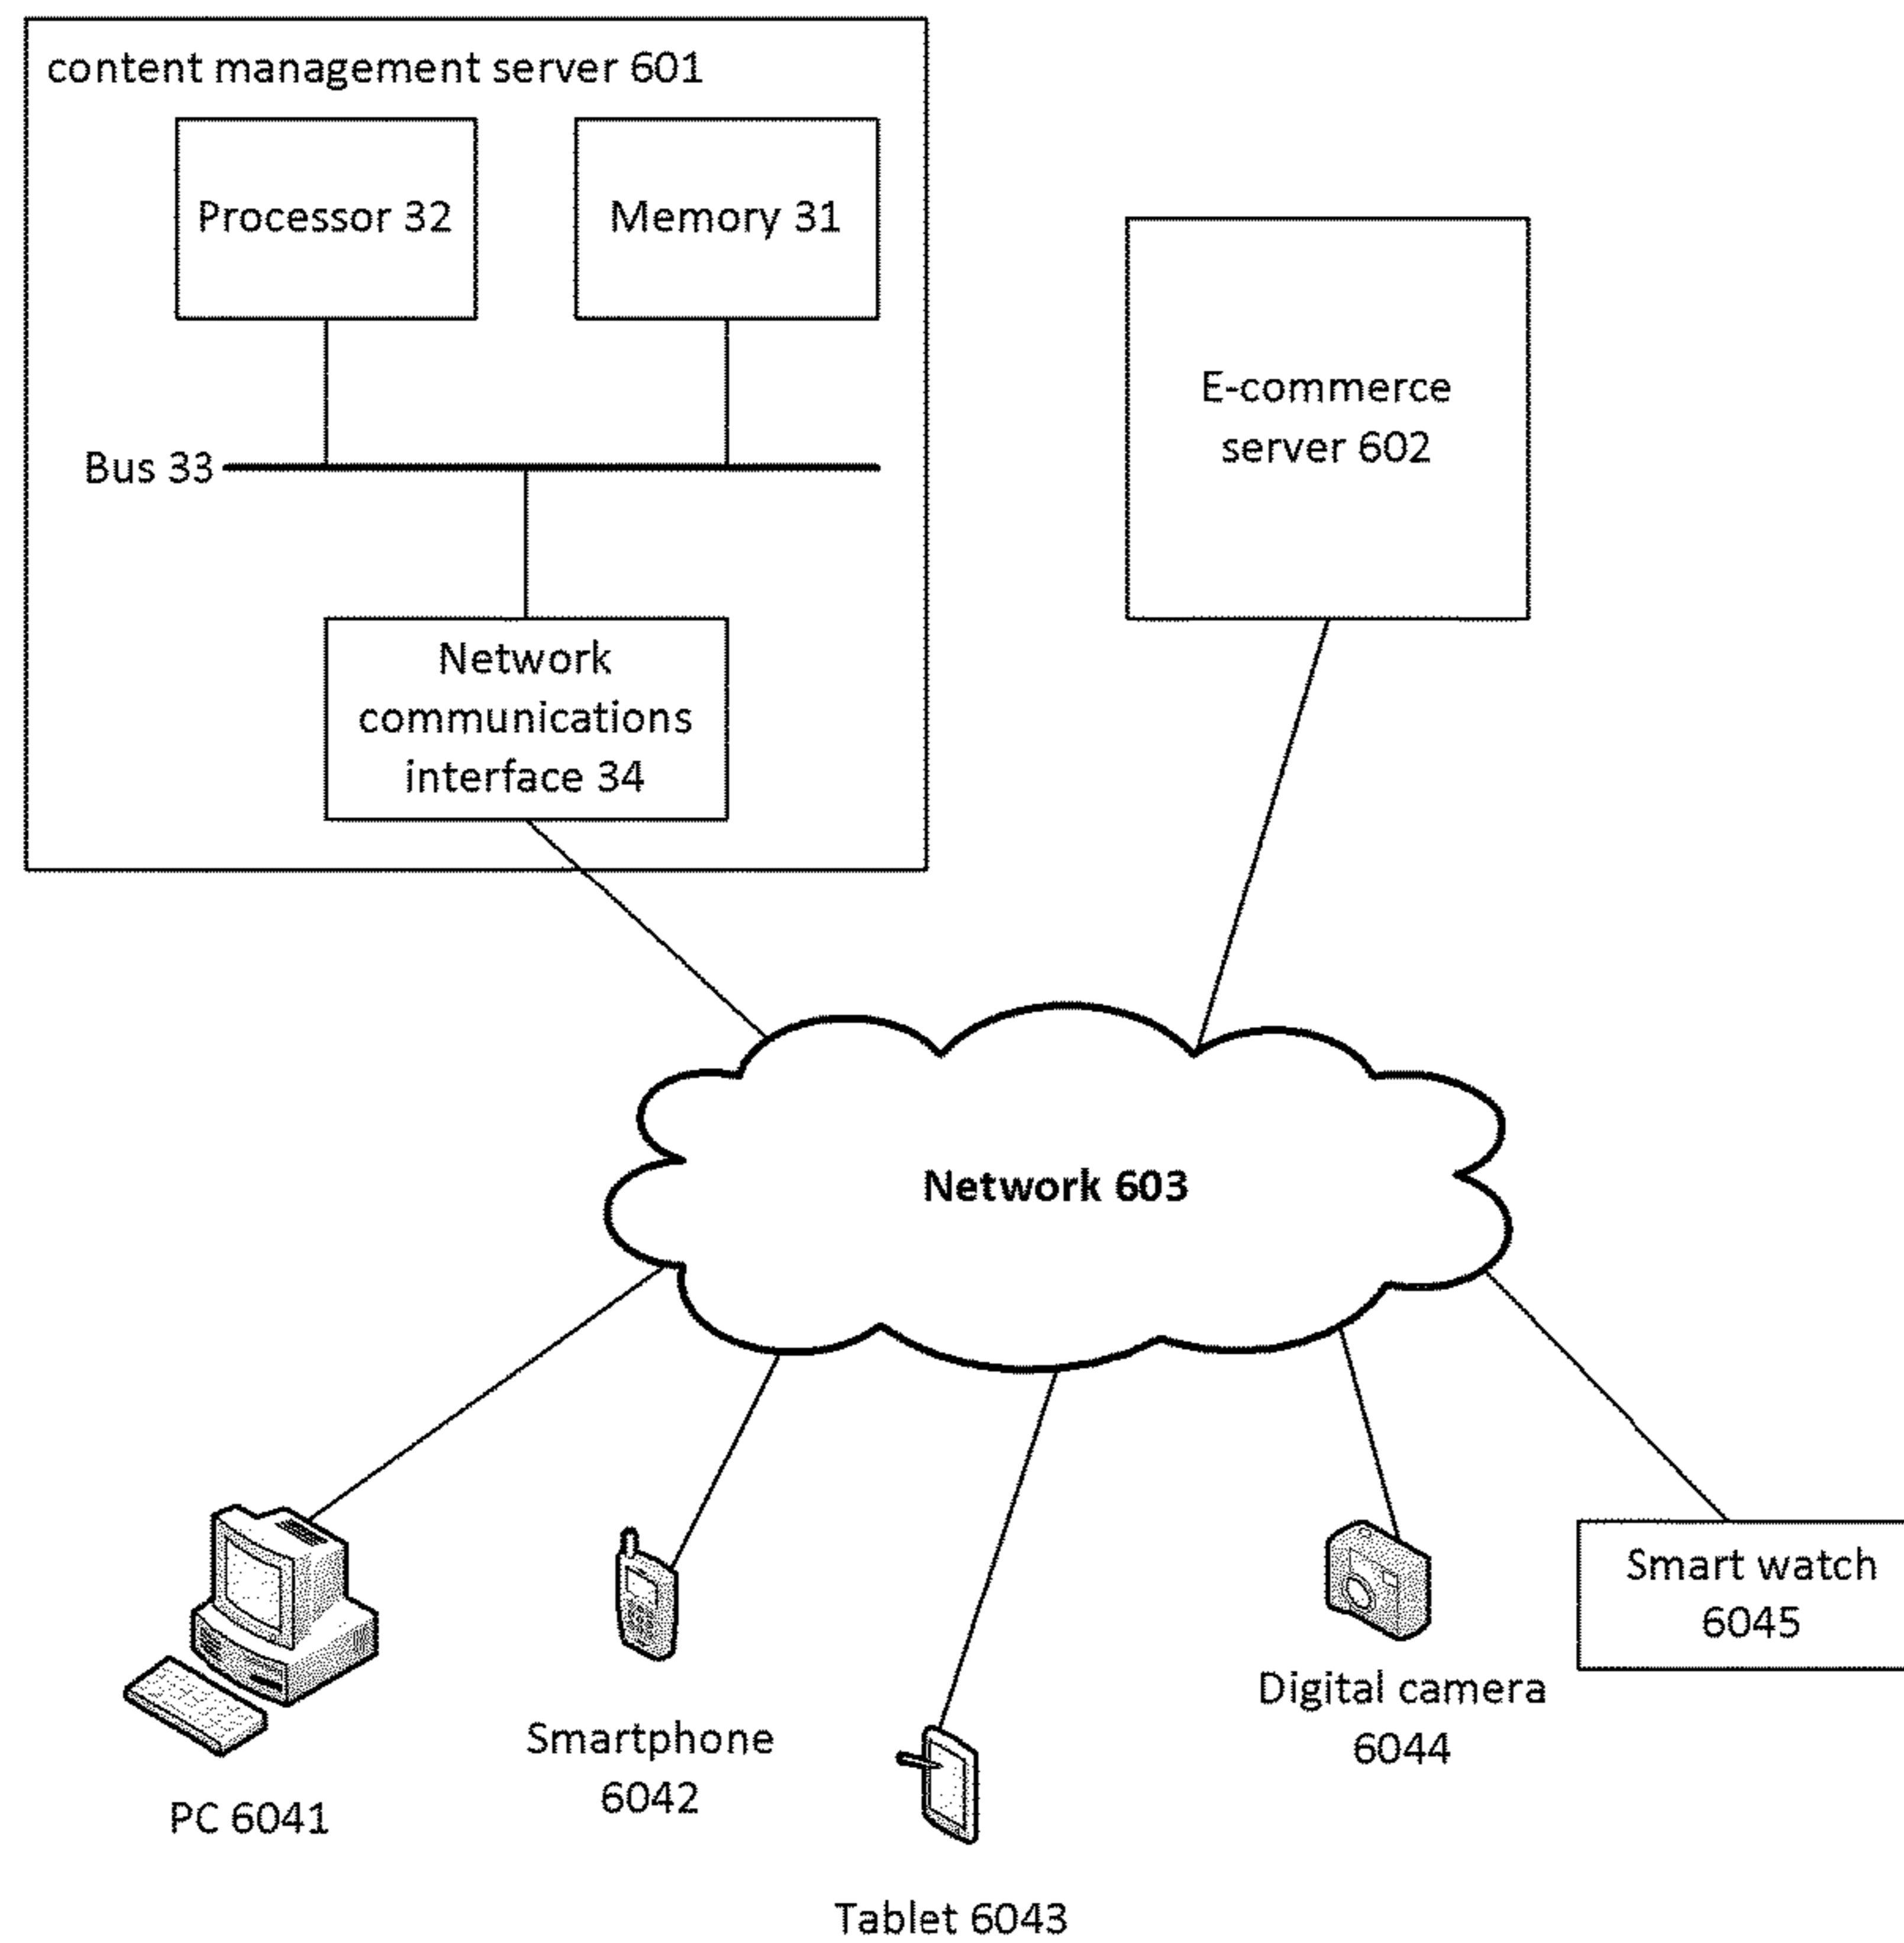 content management server 601
Processor 32
Memory 31
Bus 33
Network
communications
interface 34
E-commerce
server 602
Network 603
PC 6041
Smartphone
6042
Tablet 6043
Digital camera
6044
Smart watch
6045